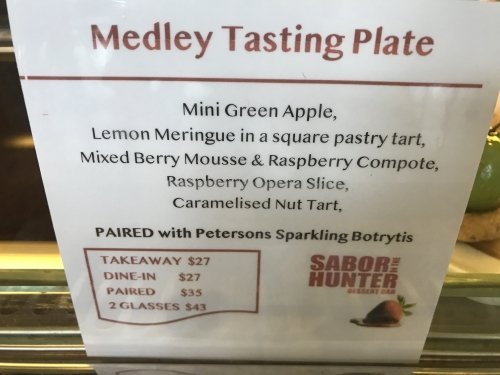 Medley Tasting Plate
Mini Green Apple,
Lemon Meringue in a square pastry tart,
Mixed Berry Mousse & Raspberry Compote,
Raspberry Opera Slice,
Caramelised Nut Tart,
PAIRED with Petersons Sparkling Botrytis
TAKEAWAY $27
DINE-IN $27
PAIRED $35
2 GLASSES $43
SABOR IN THE
HUNTER
DESSERT BAR